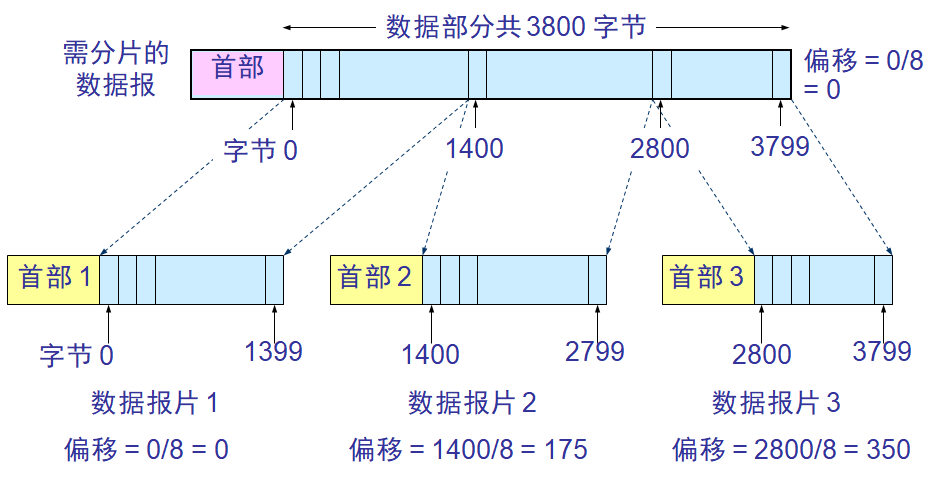 数据部分共 3800 字节
需分片的
数据报
首部
偏移 = 0/8
= 0
字节 0
1400
2800
3799
首部 1
首部 2
首部 3
字节 0
1399
1400
2799
2800
3799
数据报片 1
数据报片 2
数据报片 3
偏移 = 0/8 = 0
偏移 = 1400/8 = 175
偏移 = 2800/8 = 350